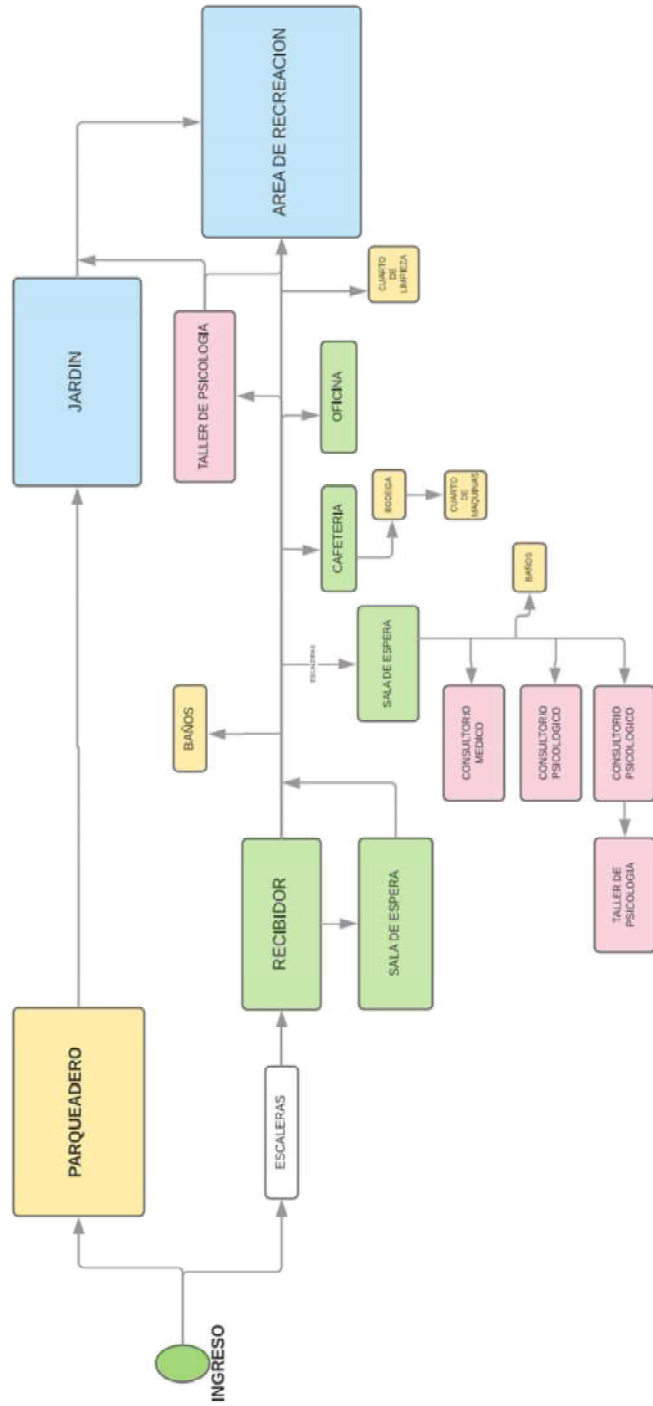 INGRESO
PARQUEADERO
JARDIN
AREA DE RECREACION
ESCALERAS
RECIBIDOR
SALA DE ESPERA
BAÑOS
TALLER DE PSICOLOGIA
ESCALERAS
SALA DE ESPERA
CAFETERIA
OFICINA
CUARTO
DE
LIMPIEZA
BODEGA
CUARTO
DE
MAQUINAS
BAÑOS
CONSULTORIO
MEDICO
CONSULTORIO
PSICOLOGICO
CONSULTORIO
PSICOLOGICO
TALLER DE
PSICOLOGIA